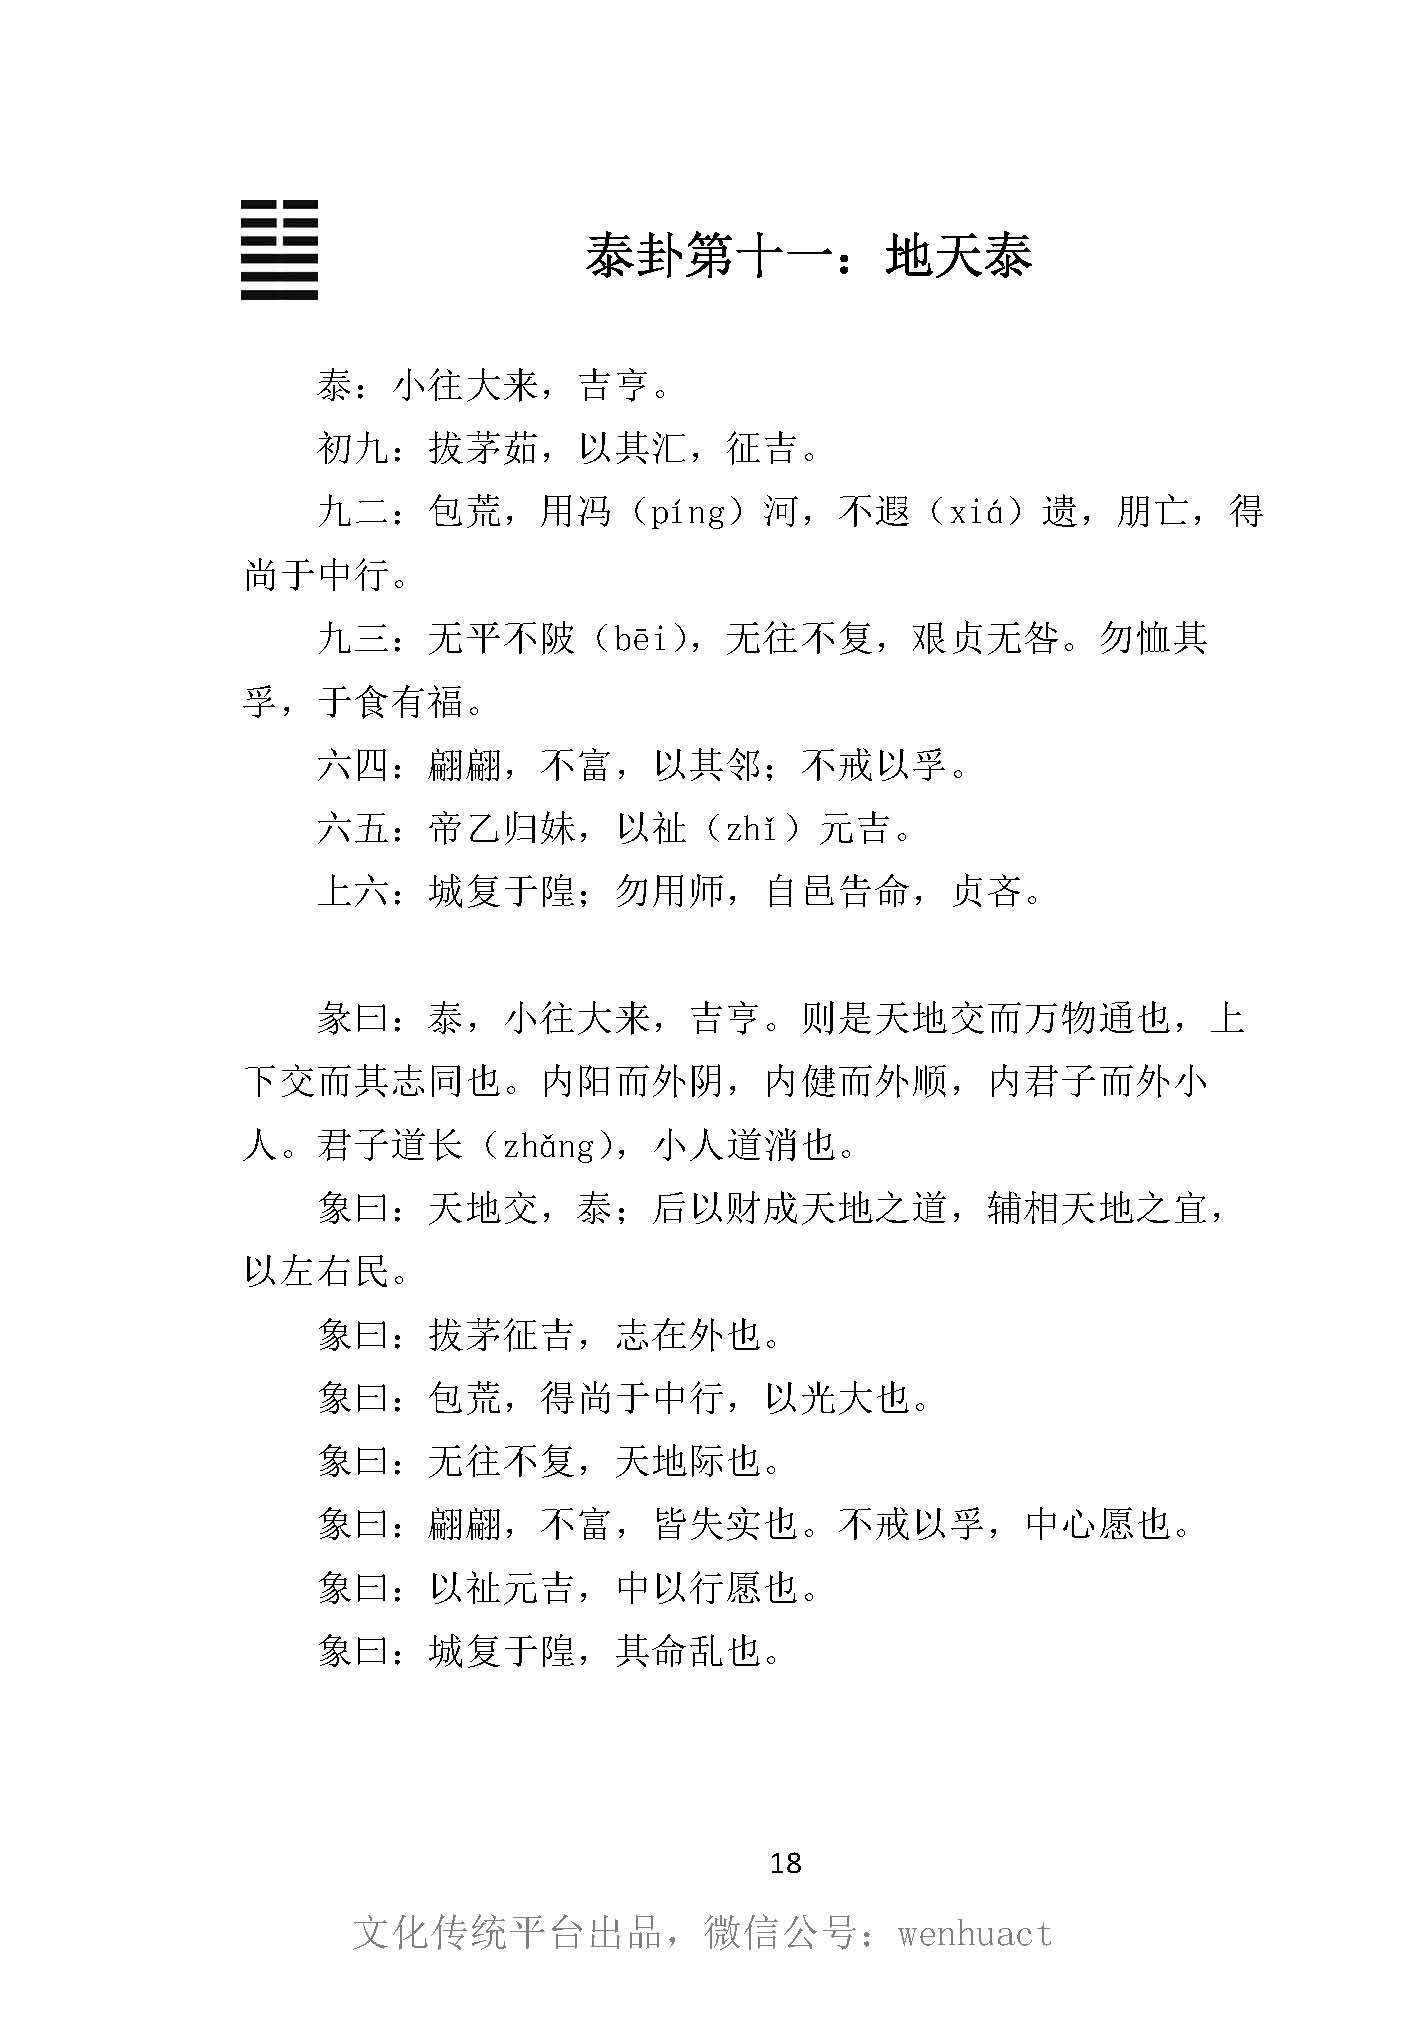 泰卦第十一：地天泰
泰：小往大来，吉亨。
初九：拔茅茹，以其汇，征吉。
九二：包荒，用冯（píng）河，不遐（xiá）遗，朋亡，得
尚于中行。
九三：无平不陂（bēi），无往不复，艰贞无咎。勿恤其
孚，于食有福。
六四：翩翩，不富，以其邻；不戒以孚。
六五：帝乙归妹，以祉（zhǐ）元吉。
上六：城复于隍；勿用师，自邑告命，贞吝。
彖曰：泰，小往大来，吉亨。则是天地交而万物通也，上
下交而其志同也。内阳而外阴，内健而外顺，内君子而外小
人。君子道长（zhǎng），小人道消也。
象曰：天地交，泰；后以财成天地之道，辅相天地之宜，
以左右民。
象曰：拔茅征吉，志在外也。
象曰：包荒，得尚于中行，以光大也。
象曰：无往不复，天地际也。
象曰：翩翩，不富，皆失实也。不戒以孚，中心愿也。
象曰：以祉元吉，中以行愿也。
象曰：城复于隍，其命乱也。
18
文化传统平台出品，微信公号：wenhuact